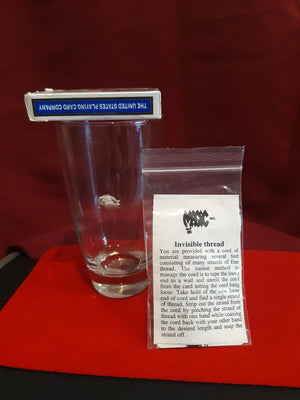 THE UNITED STATES PLAYING CARD COMPANY
MAGIC INC.
Invisible thread
You are provided with a cord of
material measuring several feet
consisting of many strands of fine
thread. The easiest method to
manage the cord is to tape the loose
end to a wall and unroll the cord
from the card letting the cord hang
loose. Take hold of the now loose
end of cord and find a single strand
of thread. Strip out the strand from
the cord by pinching the strand of
thread with one hand while coaxing
the cord back with your other hand
to the desired length and snap the
strand off.